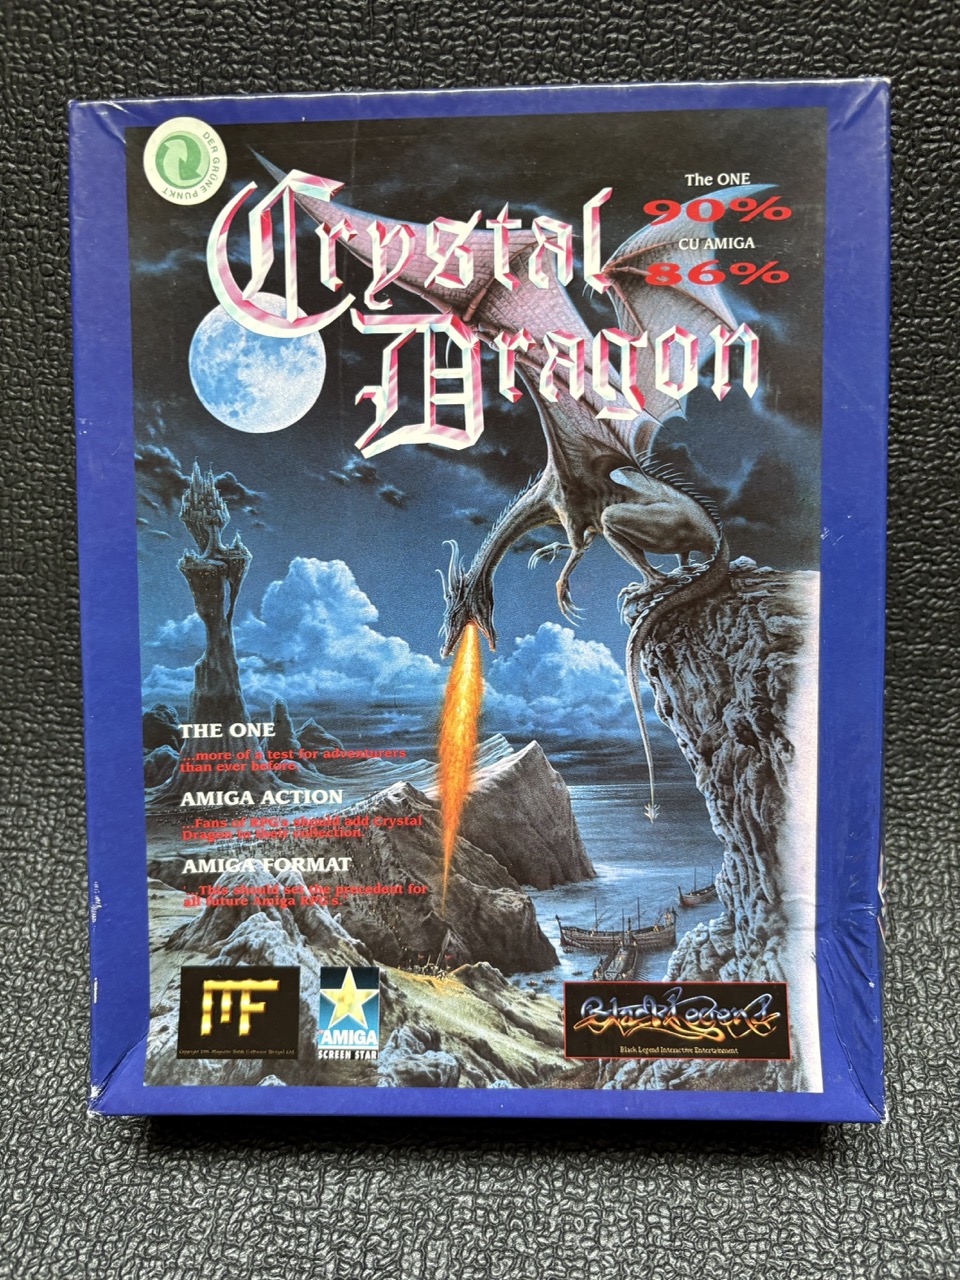 DER GRÜNE PUNKT
The ONE
90%
CU AMIGA
86%
Crystal
Dragon
THE ONE
...more of a test for adventurers
than ever before
AMIGA ACTION
...Fans of RPG's should add Crystal
Dragon to their collection.
AMIGA FORMAT
...This should set the precedent for
all future Amiga RPG's."
MF
AMIGA
SCREEN STAR
Black Legend
Black Legend Interactive Entertainment